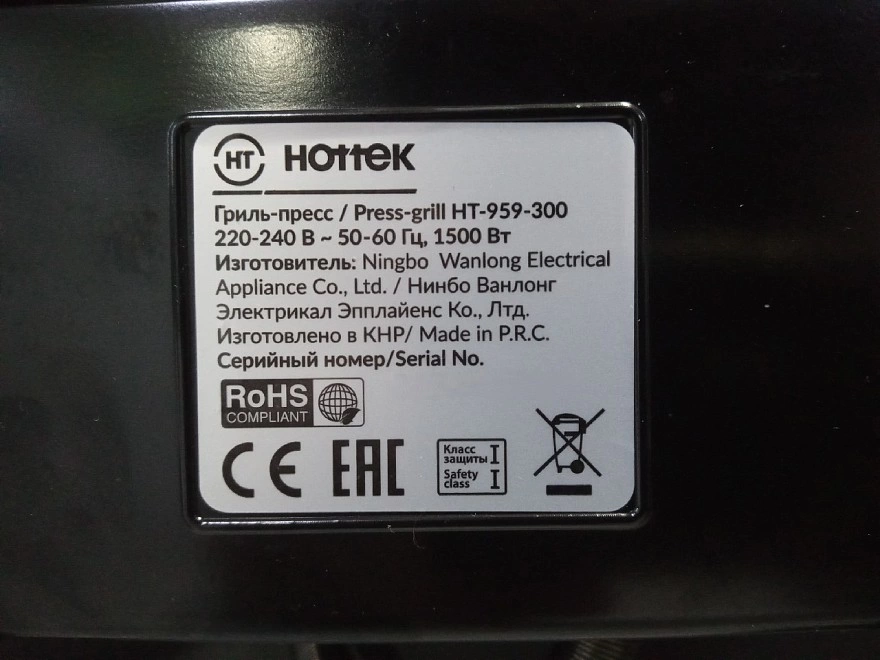 HT HOTTEK
Гриль-пресс / Press-grill HT-959-300
220-240 В ~ 50-60 Гц, 1500 Вт
Изготовитель: Ningbo Wanlong Electrical
Appliance Co., Ltd. / Нинбо Ванлонг
Электрикал Эпплайенс Ко., Лтд.
Изготовлено в КНР/ Made in P.R.C.
Серийный номер/Serial No.
RoHS
COMPLIANT
CE EAC
Класс
защиты I
Safety
class I